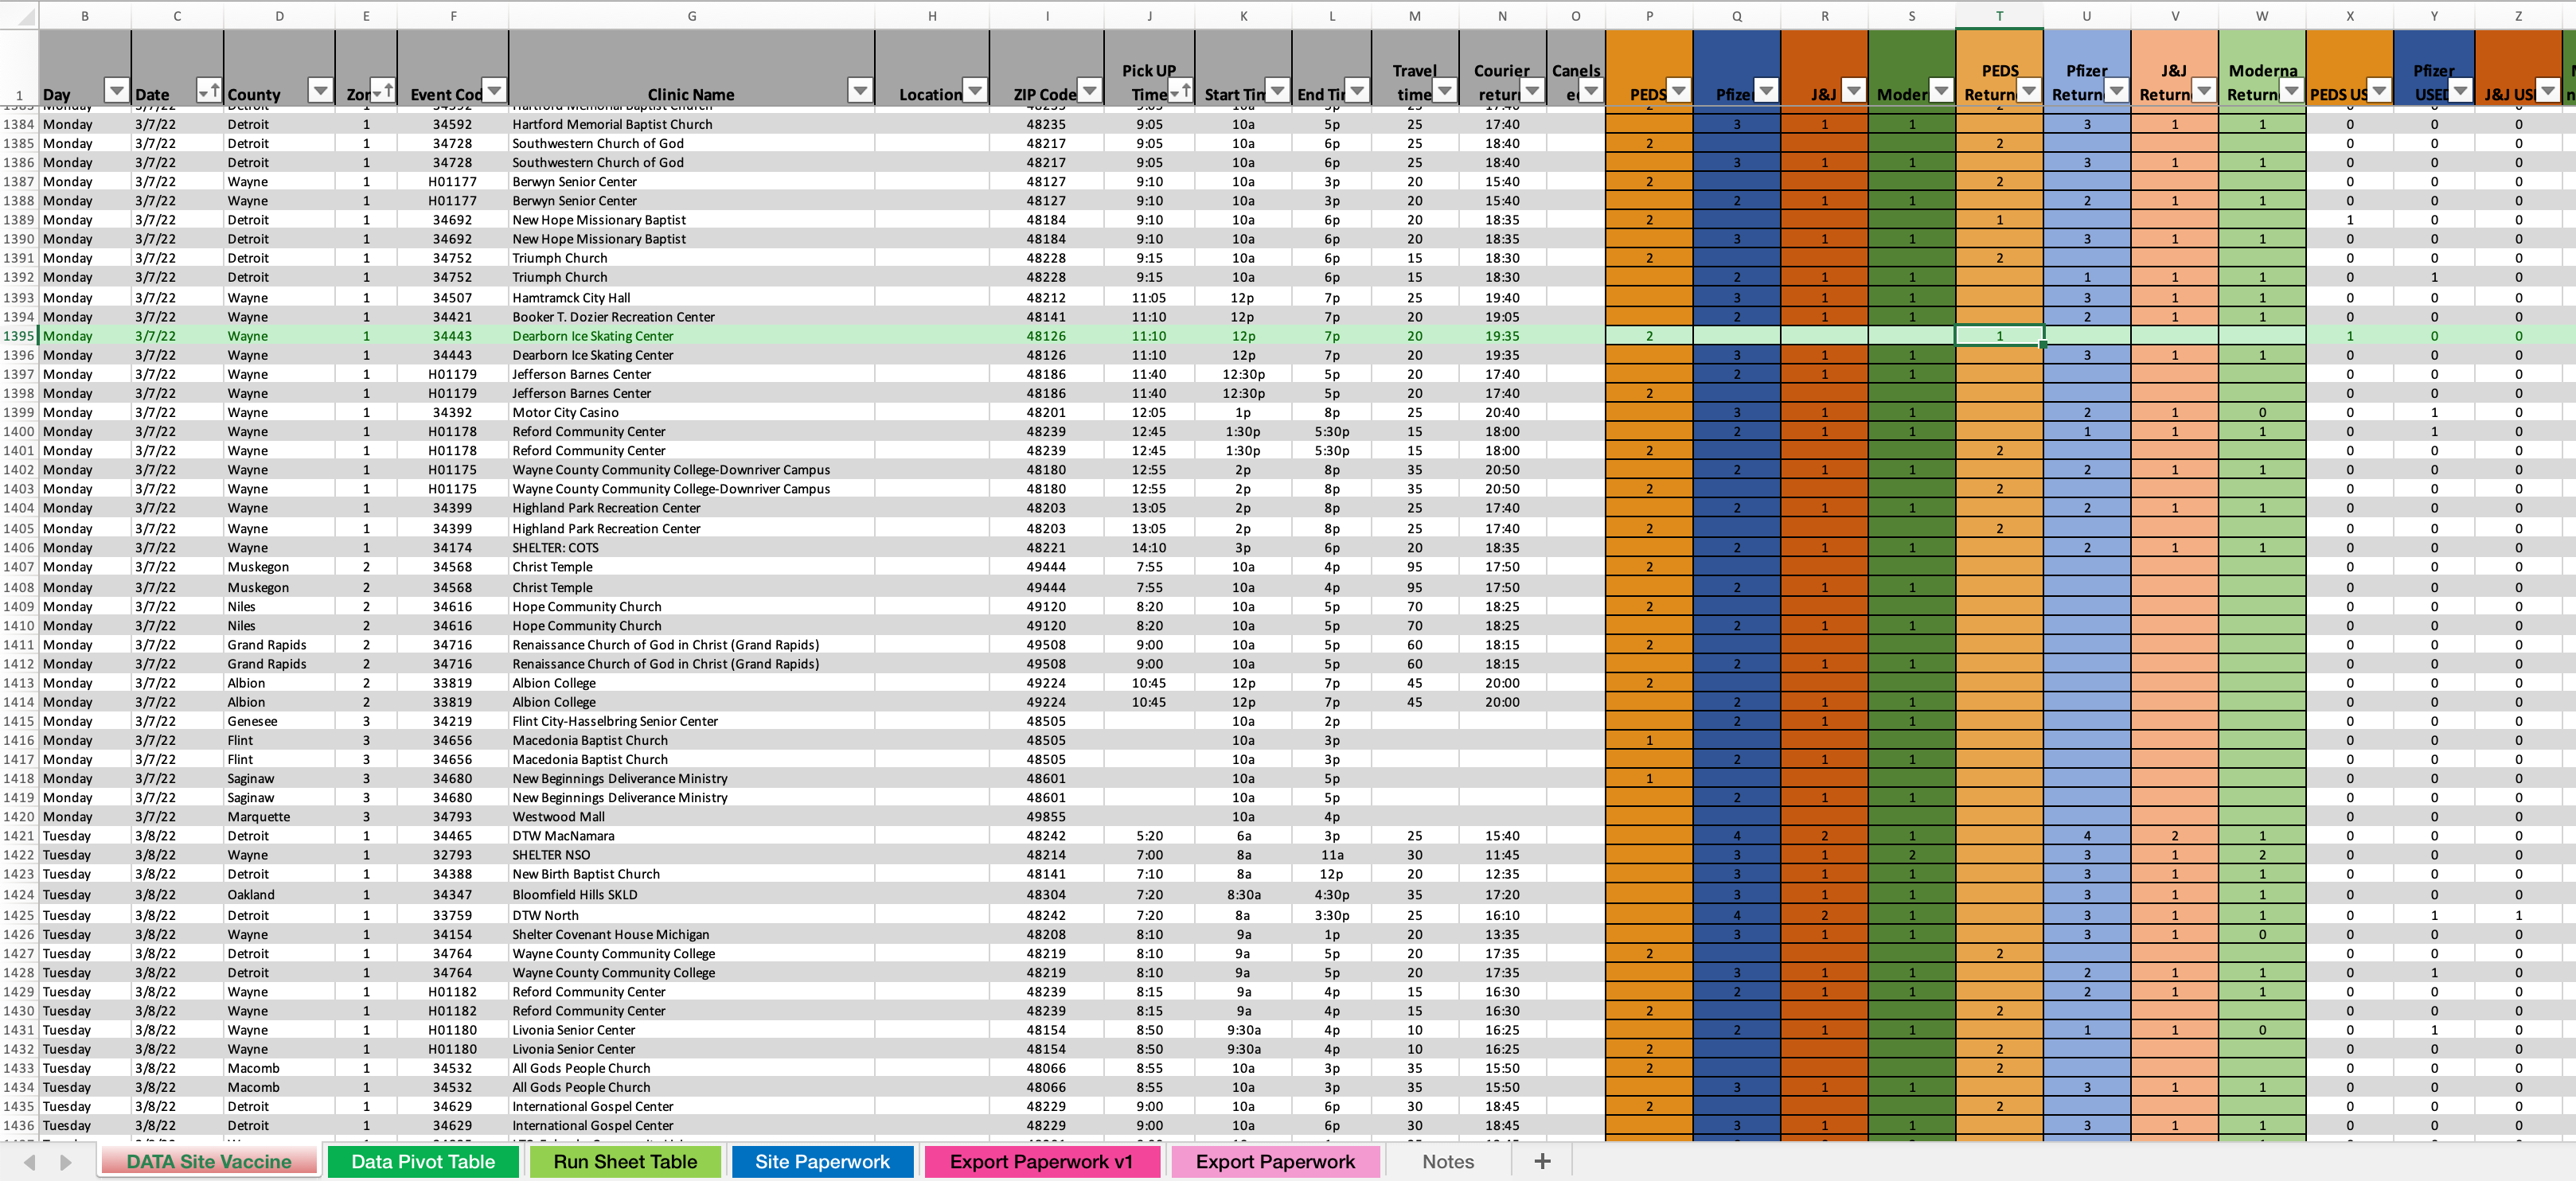 B C D E F G H I J K L M N O P Q R S T U V W X Y Z
1 Day Date County Zon Event Cod Clinic Name Location ZIP Code Pick UP Time Start Tim End Ti Travel time Courier return Canels e PEDS Pfizer J&J Moder PEDS Return Pfizer Return J&J Return Moderna Return PEDS US Pfizer USED J&J USE
1384 Monday 3/7/22 Detroit 1 34592 Hartford Memorial Baptist Church 48235 9:05 10a 5p 25 17:40 3 1 1 3 1 1 0 0 0
1385 Monday 3/7/22 Detroit 1 34728 Southwestern Church of God 48217 9:05 10a 6p 25 18:40 2 2 0 0 0
1386 Monday 3/7/22 Detroit 1 34728 Southwestern Church of God 48217 9:05 10a 6p 25 18:40 3 1 1 3 1 1 0 0 0
1387 Monday 3/7/22 Wayne 1 H01177 Berwyn Senior Center 48127 9:10 10a 3p 20 15:40 2 2 0 0 0
1388 Monday 3/7/22 Wayne 1 H01177 Berwyn Senior Center 48127 9:10 10a 3p 20 15:40 2 1 1 2 1 1 0 0 0
1389 Monday 3/7/22 Detroit 1 34692 New Hope Missionary Baptist 48184 9:10 10a 6p 20 18:35 2 1 1 0 0
1390 Monday 3/7/22 Detroit 1 34692 New Hope Missionary Baptist 48184 9:10 10a 6p 20 18:35 3 1 1 3 1 1 0 0 0
1391 Monday 3/7/22 Detroit 1 34752 Triumph Church 48228 9:15 10a 6p 15 18:30 2 2 0 0 0
1392 Monday 3/7/22 Detroit 1 34752 Triumph Church 48228 9:15 10a 6p 15 18:30 2 1 1 1 1 1 0 1 0
1393 Monday 3/7/22 Wayne 1 34507 Hamtramck City Hall 48212 11:05 12p 7p 25 19:40 3 1 1 3 1 1 0 0 0
1394 Monday 3/7/22 Wayne 1 34421 Booker T. Dozier Recreation Center 48141 11:10 12p 7p 20 19:05 2 1 1 2 1 1 0 0 0
1395 Monday 3/7/22 Wayne 1 34443 Dearborn Ice Skating Center 48126 11:10 12p 7p 20 19:35 2 1 1 0 0
1396 Monday 3/7/22 Wayne 1 34443 Dearborn Ice Skating Center 48126 11:10 12p 7p 20 19:35 3 1 1 3 1 1 0 0 0
1397 Monday 3/7/22 Wayne 1 H01179 Jefferson Barnes Center 48186 11:40 12:30p 5p 20 17:40 2 1 1 0 0 0
1398 Monday 3/7/22 Wayne 1 H01179 Jefferson Barnes Center 48186 11:40 12:30p 5p 20 17:40 2 0 0 0
1399 Monday 3/7/22 Wayne 1 34392 Motor City Casino 48201 12:05 1p 8p 25 20:40 3 1 1 2 1 0 0 1 0
1400 Monday 3/7/22 Wayne 1 H01178 Reford Community Center 48239 12:45 1:30p 5:30p 15 18:00 2 1 1 1 1 1 0 1 0
1401 Monday 3/7/22 Wayne 1 H01178 Reford Community Center 48239 12:45 1:30p 5:30p 15 18:00 2 2 0 0 0
1402 Monday 3/7/22 Wayne 1 H01175 Wayne County Community College-Downriver Campus 48180 12:55 2p 8p 35 20:50 2 1 1 2 1 1 0 0 0
1403 Monday 3/7/22 Wayne 1 H01175 Wayne County Community College-Downriver Campus 48180 12:55 2p 8p 35 20:50 2 2 0 0 0
1404 Monday 3/7/22 Wayne 1 34399 Highland Park Recreation Center 48203 13:05 2p 8p 25 17:40 2 1 1 2 1 1 0 0 0
1405 Monday 3/7/22 Wayne 1 34399 Highland Park Recreation Center 48203 13:05 2p 8p 25 17:40 2 2 0 0 0
1406 Monday 3/7/22 Wayne 1 34174 SHELTER: COTS 48221 14:10 3p 6p 20 18:35 2 1 1 2 1 1 0 0 0
1407 Monday 3/7/22 Muskegon 2 34568 Christ Temple 49444 7:55 10a 4p 95 17:50 2 0 0 0
1408 Monday 3/7/22 Muskegon 2 34568 Christ Temple 49444 7:55 10a 4p 95 17:50 2 1 1 0 0 0
1409 Monday 3/7/22 Niles 2 34616 Hope Community Church 49120 8:20 10a 5p 70 18:25 2 0 0 0
1410 Monday 3/7/22 Niles 2 34616 Hope Community Church 49120 8:20 10a 5p 70 18:25 2 1 1 0 0 0
1411 Monday 3/7/22 Grand Rapids 2 34716 Renaissance Church of God in Christ (Grand Rapids) 49508 9:00 10a 5p 60 18:15 2 0 0 0
1412 Monday 3/7/22 Grand Rapids 2 34716 Renaissance Church of God in Christ (Grand Rapids) 49508 9:00 10a 5p 60 18:15 2 1 1 0 0 0
1413 Monday 3/7/22 Albion 2 33819 Albion College 49224 10:45 12p 7p 45 20:00 2 0 0 0
1414 Monday 3/7/22 Albion 2 33819 Albion College 49224 10:45 12p 7p 45 20:00 2 1 1 0 0 0
1415 Monday 3/7/22 Genesee 3 34219 Flint City-Hasselbring Senior Center 48505 10a 2p 2 1 1 0 0 0
1416 Monday 3/7/22 Flint 3 34656 Macedonia Baptist Church 48505 10a 3p 1 0 0 0
1417 Monday 3/7/22 Flint 3 34656 Macedonia Baptist Church 48505 10a 3p 2 1 1 0 0 0
1418 Monday 3/7/22 Saginaw 3 34680 New Beginnings Deliverance Ministry 48601 10a 5p 1 0 0 0
1419 Monday 3/7/22 Saginaw 3 34680 New Beginnings Deliverance Ministry 48601 10a 5p 2 1 1 0 0 0
1420 Monday 3/7/22 Marquette 3 34793 Westwood Mall 49855 10a 4p 0 0 0
1421 Tuesday 3/8/22 Detroit 1 34465 DTW MacNamara 48242 5:20 6a 3p 25 15:40 4 2 1 4 2 1 0 0 0
1422 Tuesday 3/8/22 Wayne 1 32793 SHELTER NSO 48214 7:00 8a 11a 30 11:45 3 1 2 3 1 2 0 0 0
1423 Tuesday 3/8/22 Detroit 1 34388 New Birth Baptist Church 48141 7:10 8a 12p 20 12:35 3 1 1 3 1 1 0 0 0
1424 Tuesday 3/8/22 Oakland 1 34347 Bloomfield Hills SKLD 48304 7:20 8:30a 4:30p 35 17:20 3 1 1 3 1 1 0 0 0
1425 Tuesday 3/8/22 Detroit 1 33759 DTW North 48242 7:20 8a 3:30p 25 16:10 4 2 1 3 1 1 0 1 1
1426 Tuesday 3/8/22 Wayne 1 34154 Shelter Covenant House Michigan 48208 8:10 9a 1p 20 13:35 3 1 1 3 1 0 0 0 0
1427 Tuesday 3/8/22 Detroit 1 34764 Wayne County Community College 48219 8:10 9a 5p 20 17:35 2 2 0 0 0
1428 Tuesday 3/8/22 Detroit 1 34764 Wayne County Community College 48219 8:10 9a 5p 20 17:35 3 1 1 2 1 1 0 1 0
1429 Tuesday 3/8/22 Wayne 1 H01182 Reford Community Center 48239 8:15 9a 4p 15 16:30 2 1 1 2 1 1 0 0 0
1430 Tuesday 3/8/22 Wayne 1 H01182 Reford Community Center 48239 8:15 9a 4p 15 16:30 2 2 0 0 0
1431 Tuesday 3/8/22 Wayne 1 H01180 Livonia Senior Center 48154 8:50 9:30a 4p 10 16:25 2 1 1 1 1 0 0 1 0
1432 Tuesday 3/8/22 Wayne 1 H01180 Livonia Senior Center 48154 8:50 9:30a 4p 10 16:25 2 2 0 0 0
1433 Tuesday 3/8/22 Macomb 1 34532 All Gods People Church 48066 8:55 10a 3p 35 15:50 2 2 0 0 0
1434 Tuesday 3/8/22 Macomb 1 34532 All Gods People Church 48066 8:55 10a 3p 35 15:50 3 1 1 3 1 1 0 0 0
1435 Tuesday 3/8/22 Detroit 1 34629 International Gospel Center 48229 9:00 10a 6p 30 18:45 2 2 0 0 0
1436 Tuesday 3/8/22 Detroit 1 34629 International Gospel Center 48229 9:00 10a 6p 30 18:45 3 1 1 3 1 1 0 0 0
DATA Site Vaccine Data Pivot Table Run Sheet Table Site Paperwork Export Paperwork v1 Export Paperwork Notes +